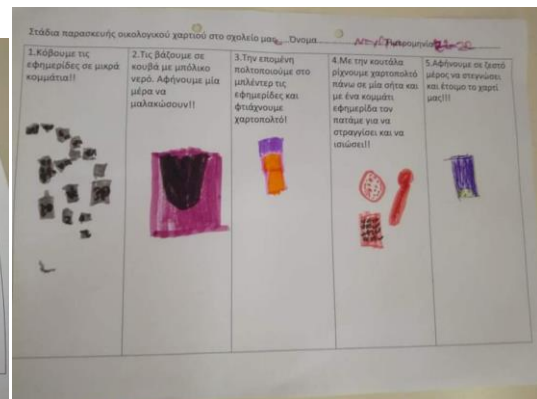 Στάδια παρασκευής οικολογικού χαρτιού στο σχολείο μας Όνομα
1.Κόβουμε τις
εφημερίδες σε μικρά
κομμάτια!!
2.Τις βάζουμε σε
κουβά με μπόλικο
νερό. Αφήνουμε μία
μέρα να
μαλακώσουν!!
3.Την επομένη
πολτοποιούμε στο
μπλέντερ τις
εφημερίδες και
φτιάχνουμε
χαρτοπολτό!
4.Με την κουτάλα
ρίχνουμε χαρτοπολτό
πάνω σε μία σήτα και
με ένα κομμάτι
εφημερίδα τον
πατάμε για να
στραγγίσει και να
ισιώσει!!
5.Αφήνουμε σε ζεστό
μέρος να στεγνώσει
και έτοιμο το χαρτί
μας!!!